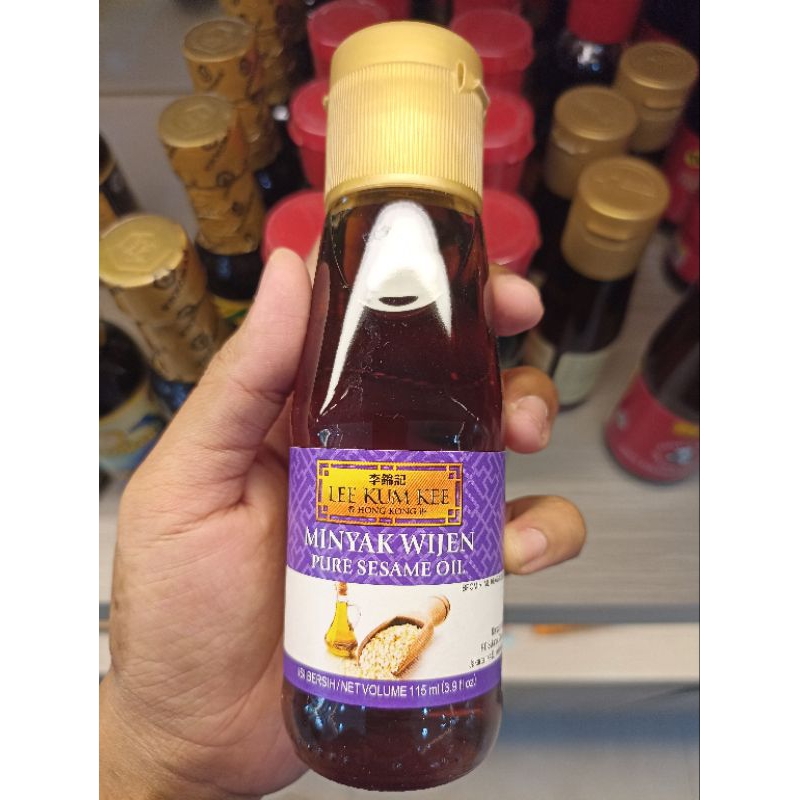 李錦記
LEE KUM KEE
香 HONG KONG 港
MINYAK WIJEN
PURE SESAME OIL
ISI BERSIH / NET VOLUME 115 ml (3.9 fl oz)